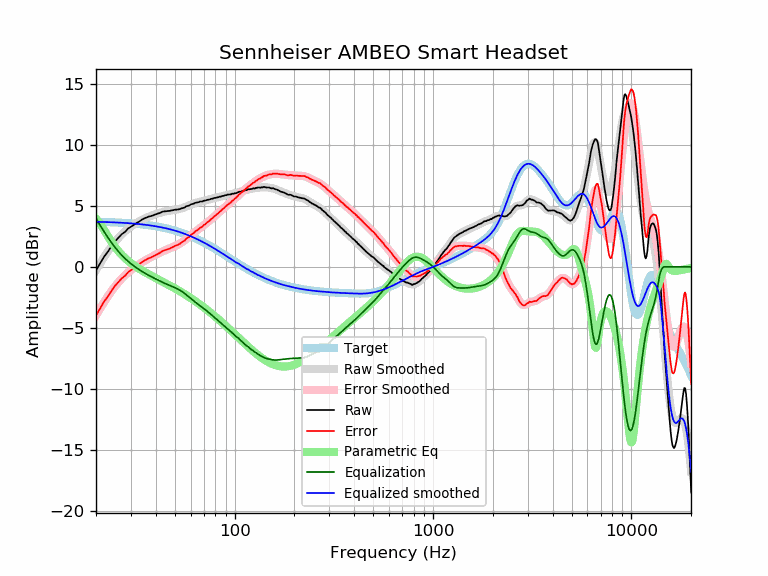 Sennheiser AMBEO Smart Headset
Amplitude (dBr)
15
10
5
0
−5
−10
−15
−20
Target
Raw Smoothed
Error Smoothed
Raw
Error
Parametric Eq
Equalization
Equalized smoothed
100
1000
10000
Frequency (Hz)